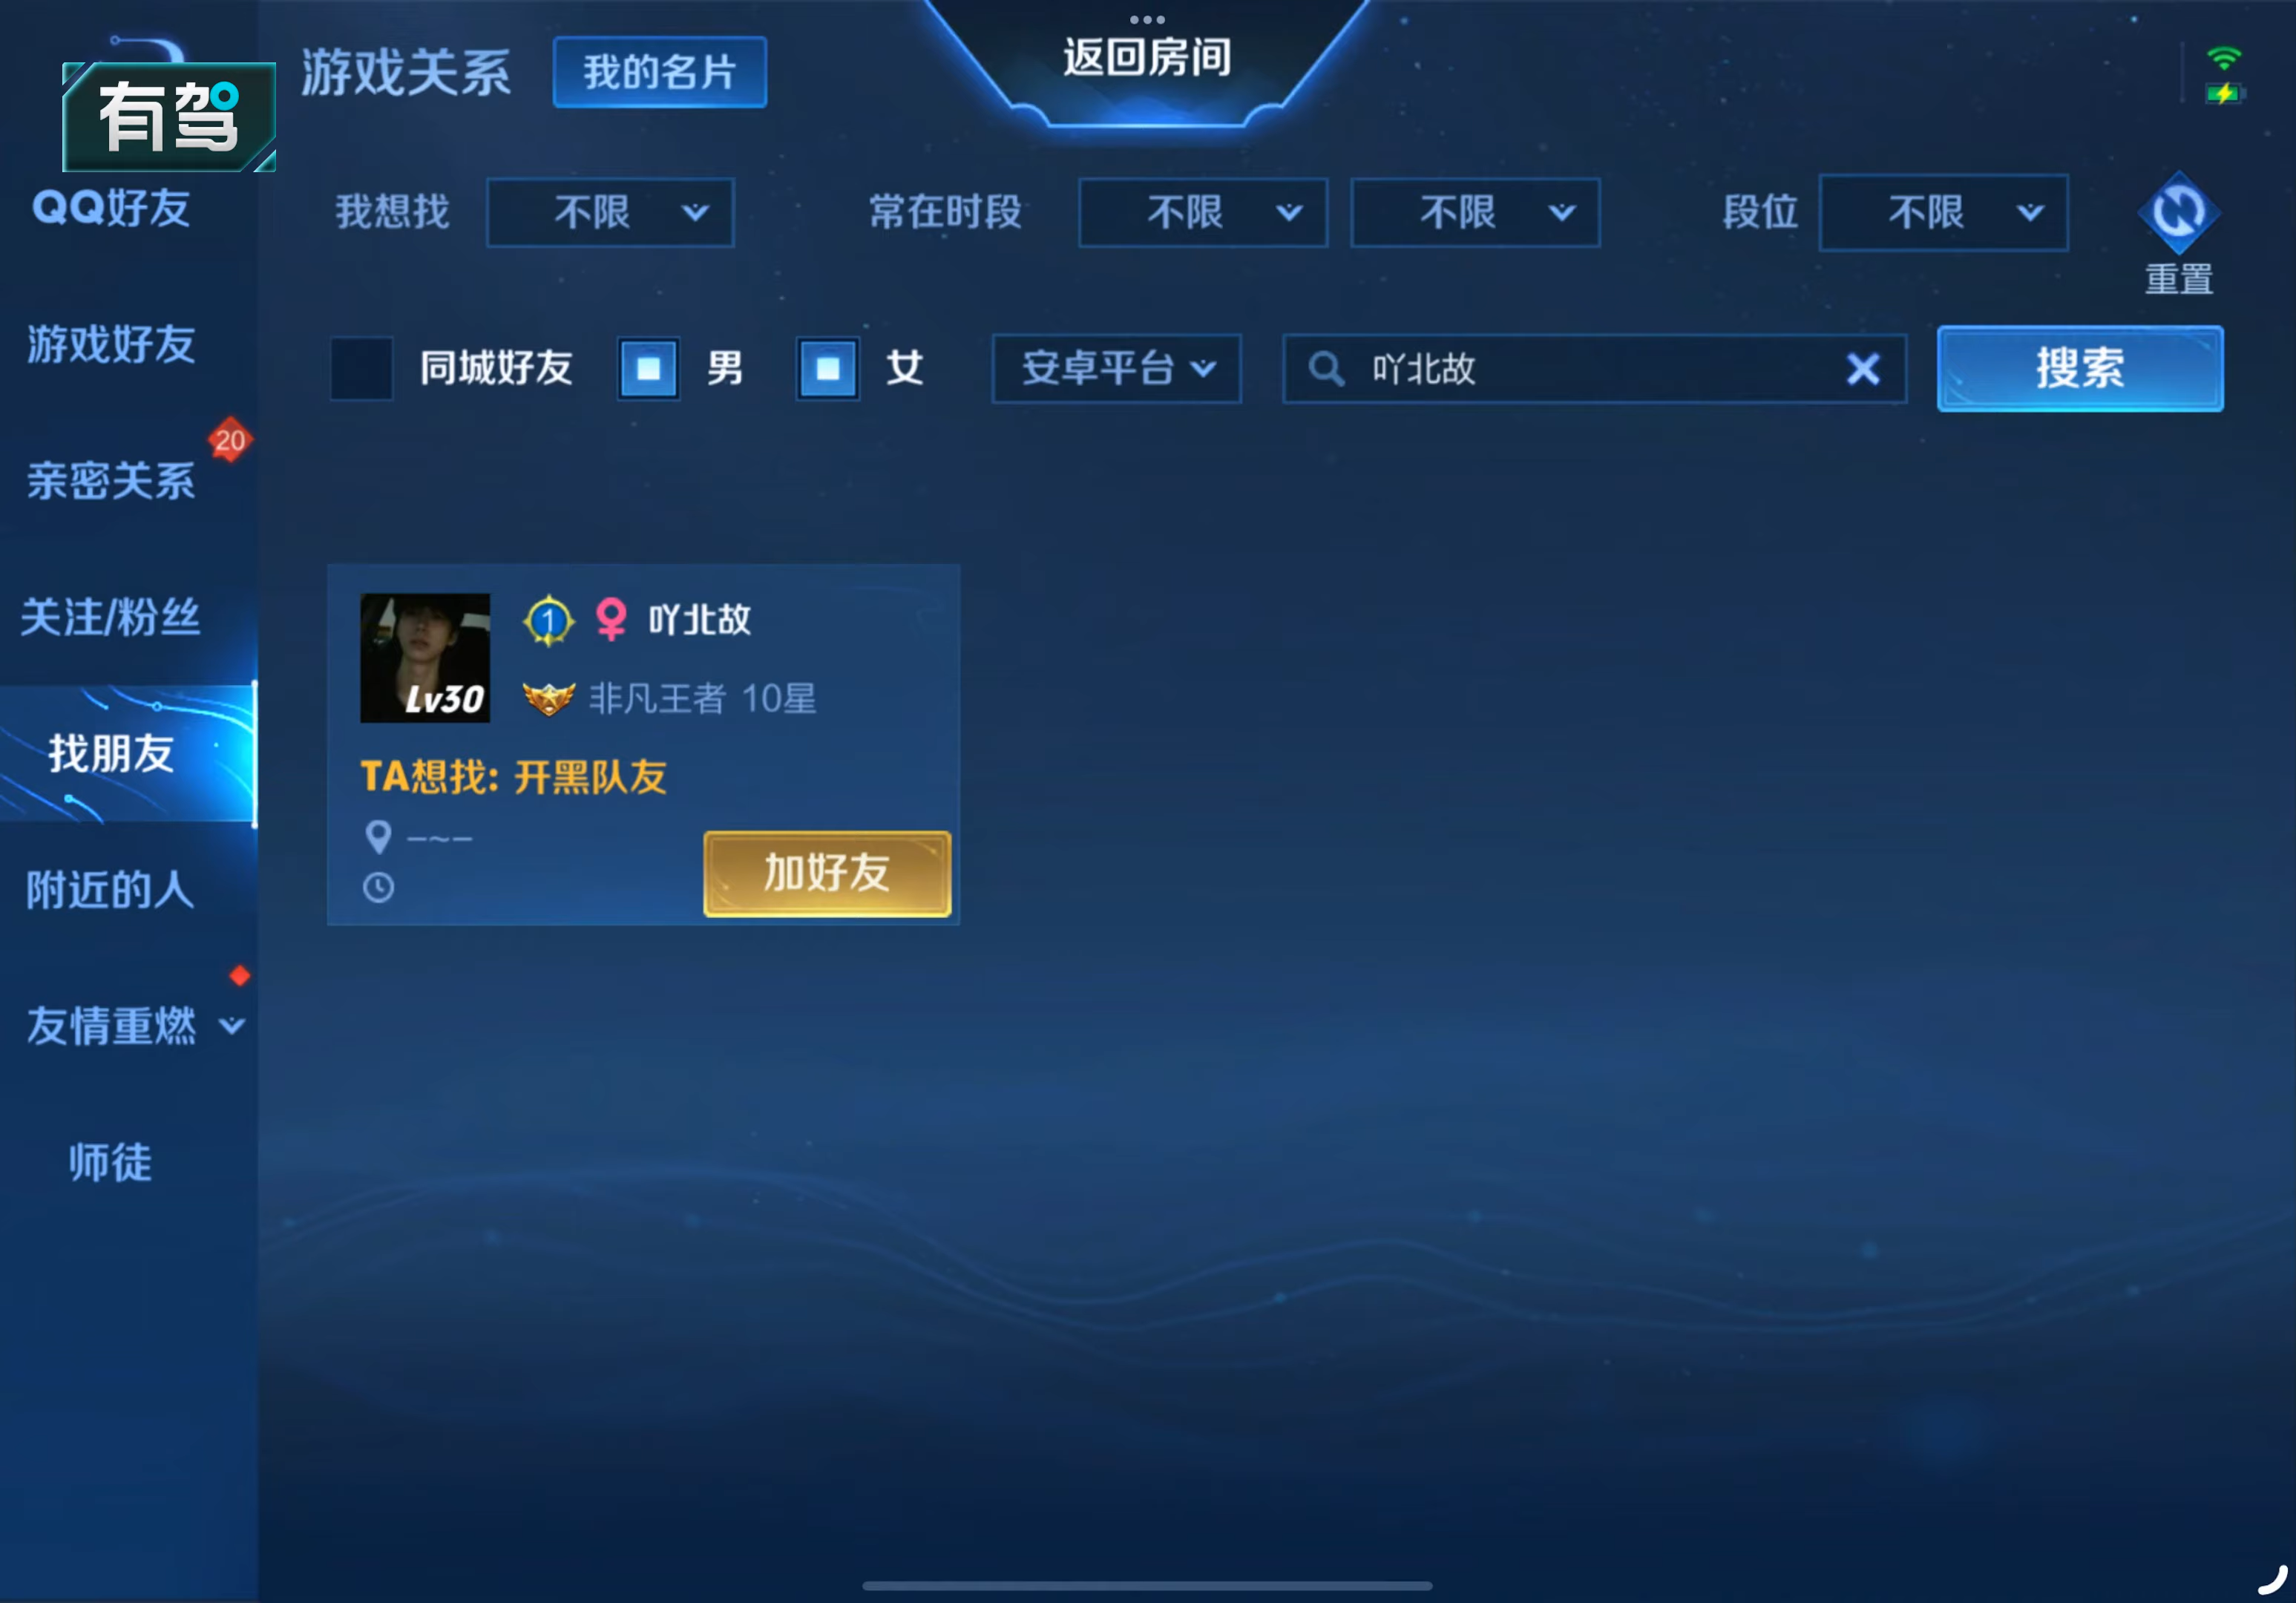 游戏关系 我的名片 返回房间
有驾
QQ好友
游戏好友
20
亲密关系
关注/粉丝
找朋友
附近的人
友情重燃
师徒
我想找 不限 常在时段 不限 不限 段位 不限
重置
同城好友 男 女 安卓平台 吖北故 搜索
1 吖北故
Lv30
非凡王者 10星
TA想找: 开黑队友
—~—
加好友